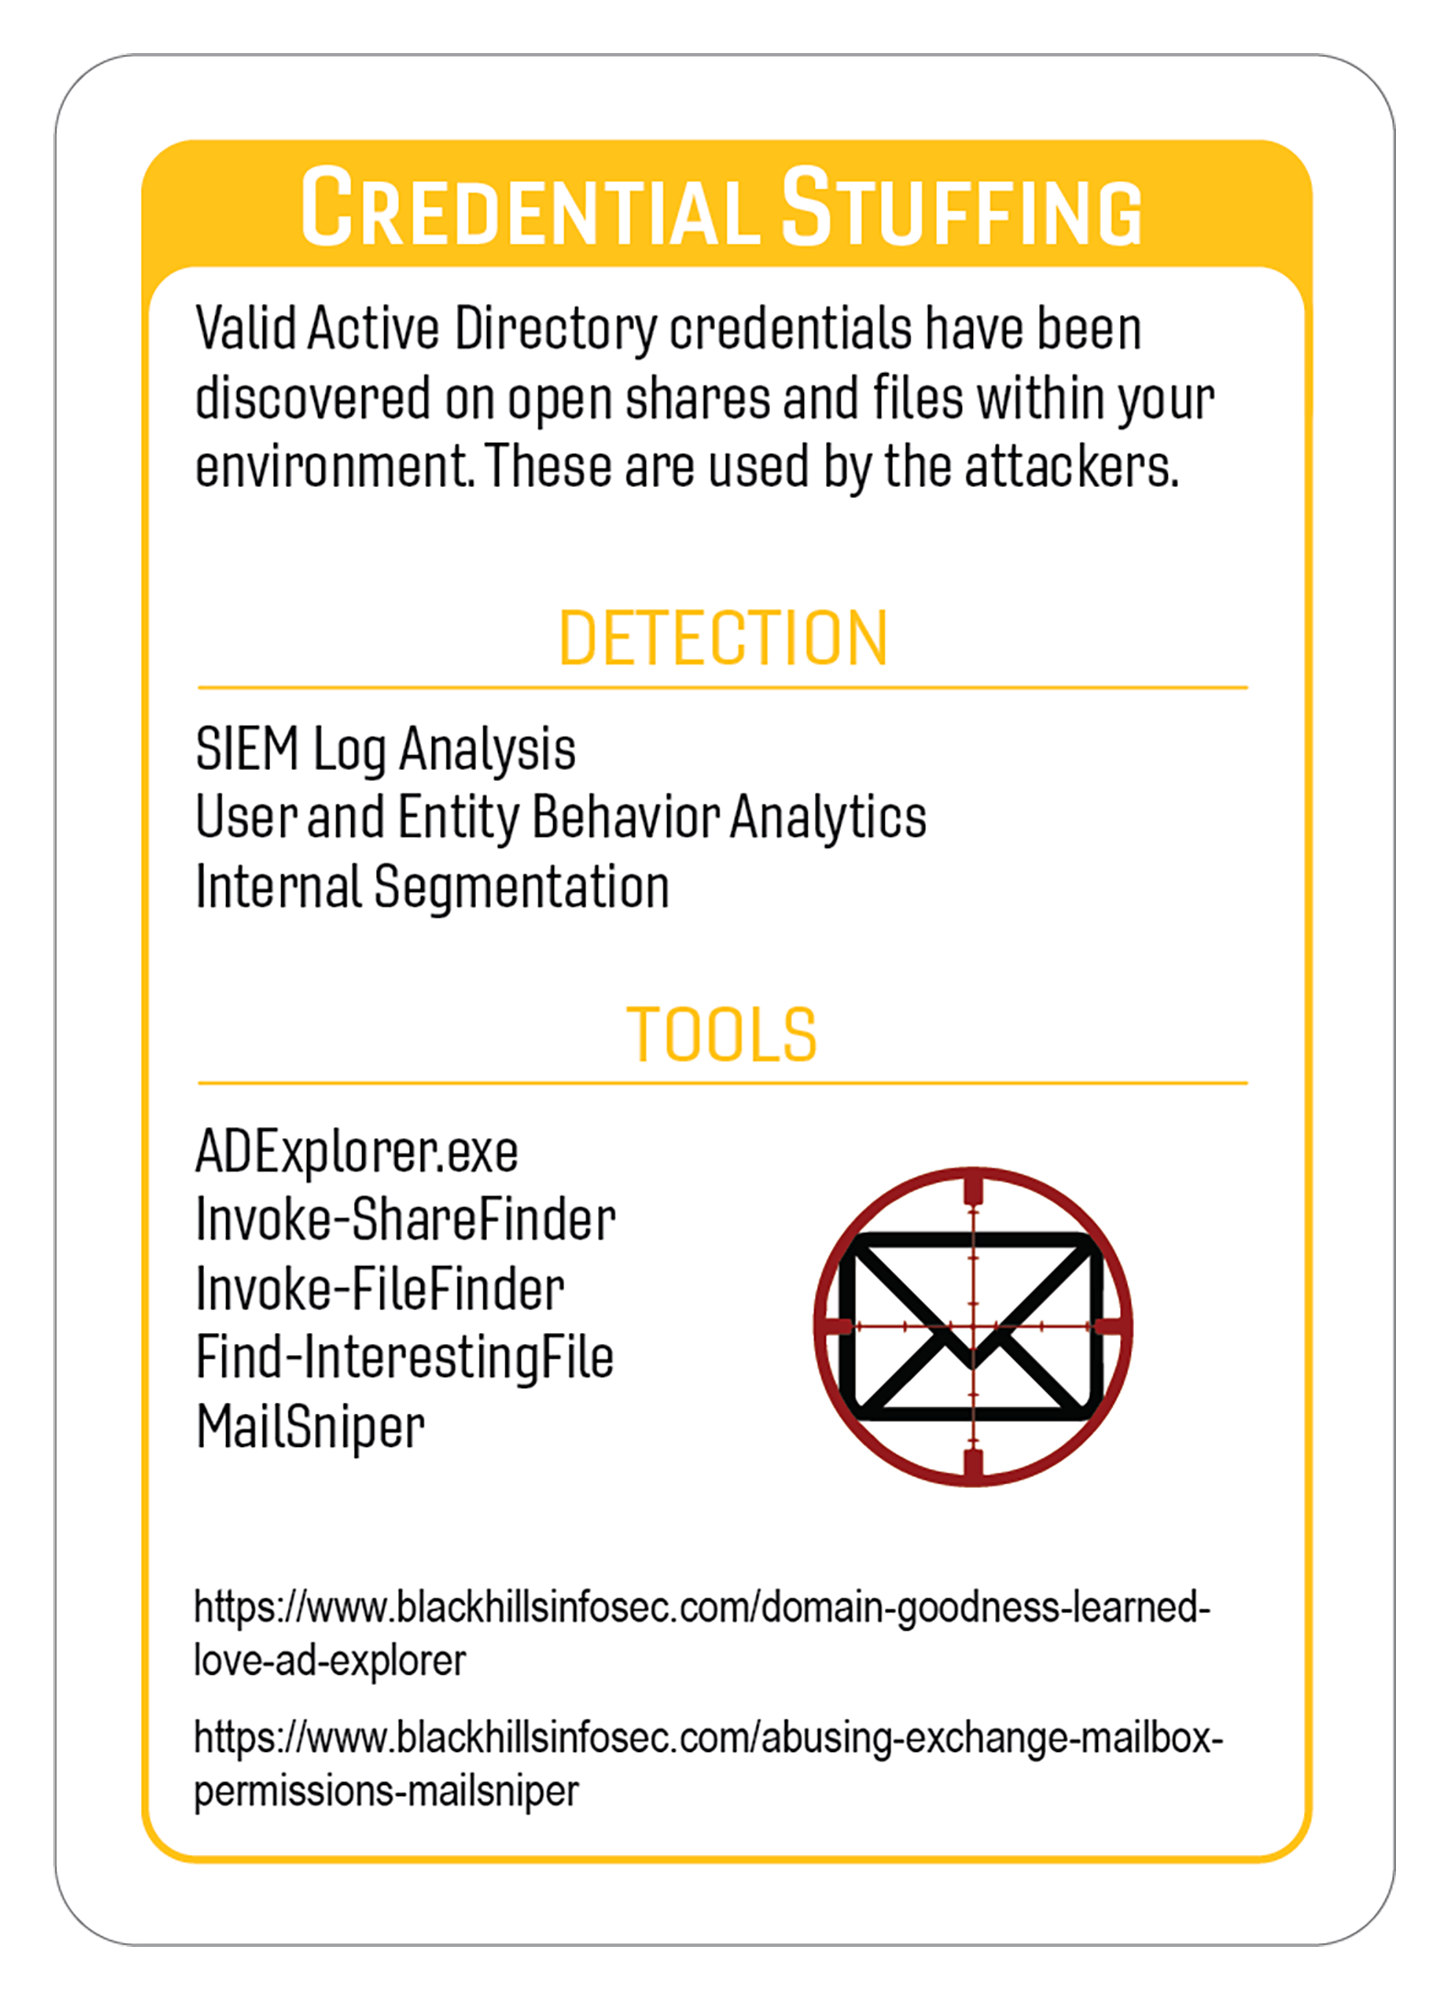 Credential Stuffing
Valid Active Directory credentials have been
discovered on open shares and files within your
environment. These are used by the attackers.
DETECTION
SIEM Log Analysis
User and Entity Behavior Analytics
Internal Segmentation
TOOLS
ADExplorer.exe
Invoke-ShareFinder
Invoke-FileFinder
Find-InterestingFile
MailSniper
https://www.blackhillsinfosec.com/domain-goodness-learned-
love-ad-explorer
https://www.blackhillsinfosec.com/abusing-exchange-mailbox-
permissions-mailsniper